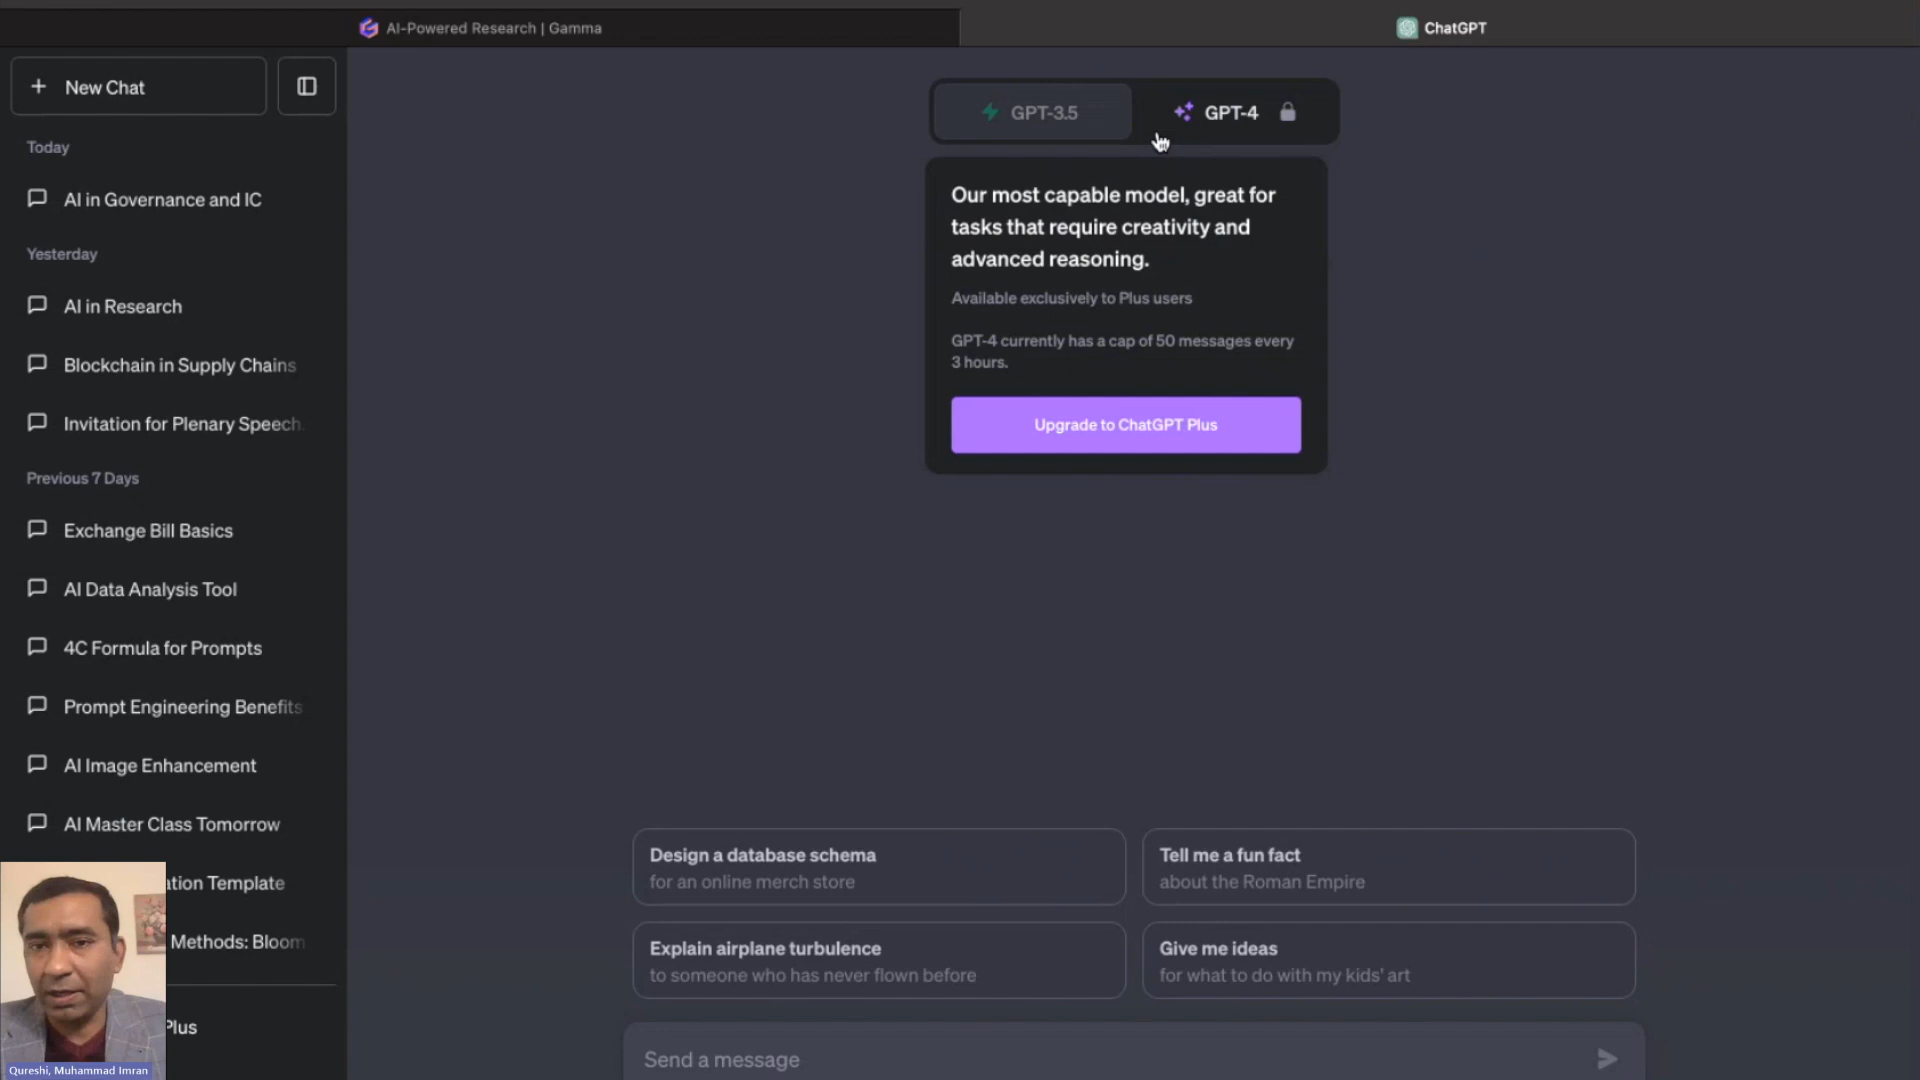 AI-Powered Research | Gamma
ChatGPT
New Chat
Today
AI in Governance and IC
Yesterday
AI in Research
Blockchain in Supply Chains
Invitation for Plenary Speech
Previous 7 Days
Exchange Bill Basics
AI Data Analysis Tool
4C Formula for Prompts
Prompt Engineering Benefits
AI Image Enhancement
AI Master Class Tomorrow
ation Template
Methods: Bloom
Plus
Qureshi, Muhammad Imran
GPT-3.5
GPT-4
Our most capable model, great for
tasks that require creativity and
advanced reasoning.
Available exclusively to Plus users
GPT-4 currently has a cap of 50 messages every
3 hours.
Upgrade to ChatGPT Plus
Design a database schema
for an online merch store
Tell me a fun fact
about the Roman Empire
Explain airplane turbulence
to someone who has never flown before
Give me ideas
for what to do with my kids' art
Send a message